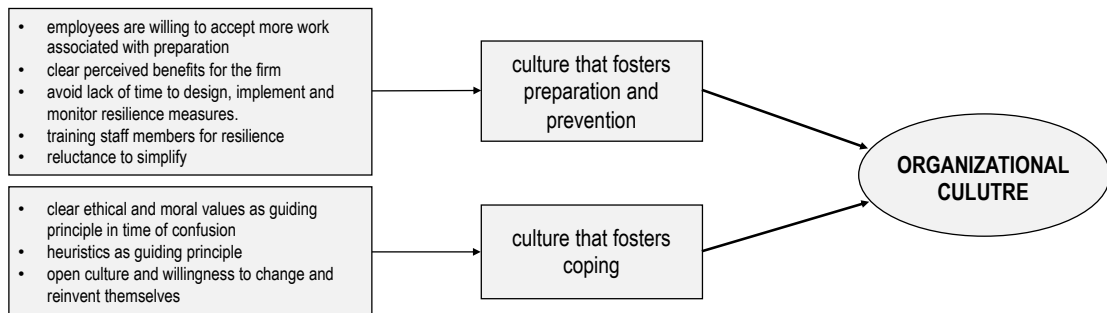 • employees are willing to accept more work
associated with preparation
• clear perceived benefits for the firm
• avoid lack of time to design, implement and
monitor resilience measures.
• training staff members for resilience
• reluctance to simplify
culture that fosters
preparation and
prevention
• clear ethical and moral values as guiding
principle in time of confusion
• heuristics as guiding principle
• open culture and willingness to change and
reinvent themselves
culture that fosters
coping
ORGANIZATIONAL
CULUTRE